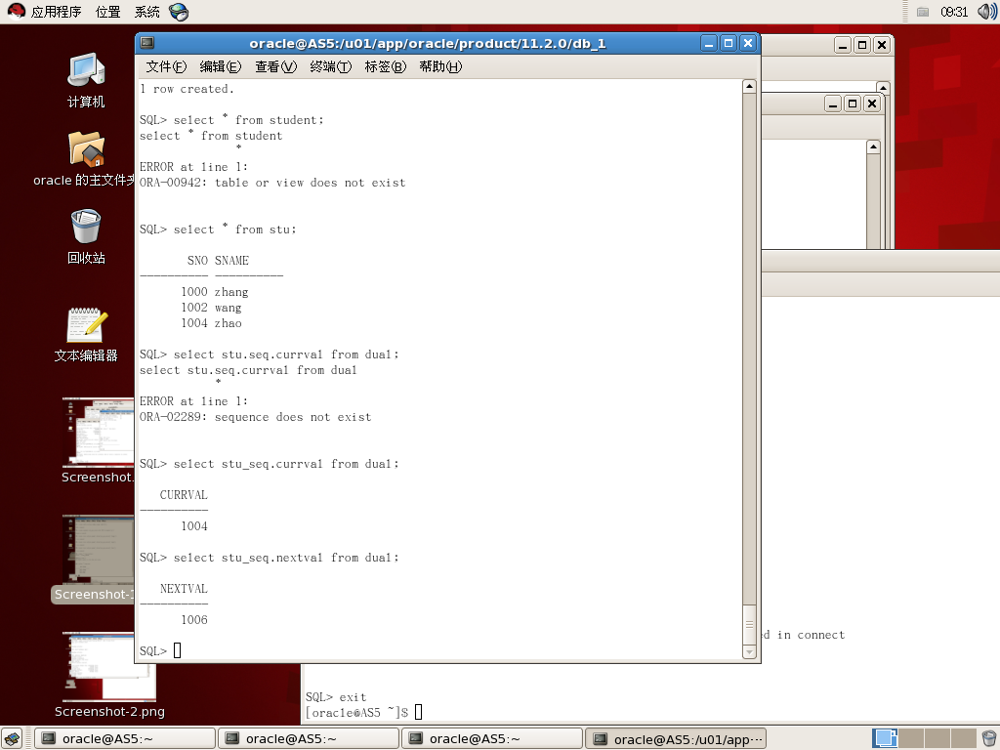 应用程序 位置 系统 09:31
oracle@AS5:/u01/app/oracle/product/11.2.0/db_1
文件(F) 编辑(E) 查看(V) 终端(T) 标签(B) 帮助(H)
1 row created.
SQL> select * from student;
select * from student
*
ERROR at line 1:
ORA-00942: table or view does not exist
SQL> select * from stu;
SNO SNAME
---------- ----------
1000 zhang
1002 wang
1004 zhao
SQL> select stu.seq.currval from dual;
select stu.seq.currval from dual
*
ERROR at line 1:
ORA-02289: sequence does not exist
SQL> select stu_seq.currval from dual;
CURRVAL
----------
1004
SQL> select stu_seq.nextval from dual;
NEXTVAL
----------
1006
SQL>
计算机
oracle 的主文件夹
回收站
文本编辑器
Screenshot.
Screenshot-1
Screenshot-2.png
ed in connect
SQL> exit
[oracle@AS5 ~]$
oracle@AS5:~
oracle@AS5:~
oracle@AS5:~
oracle@AS5:/u01/app···